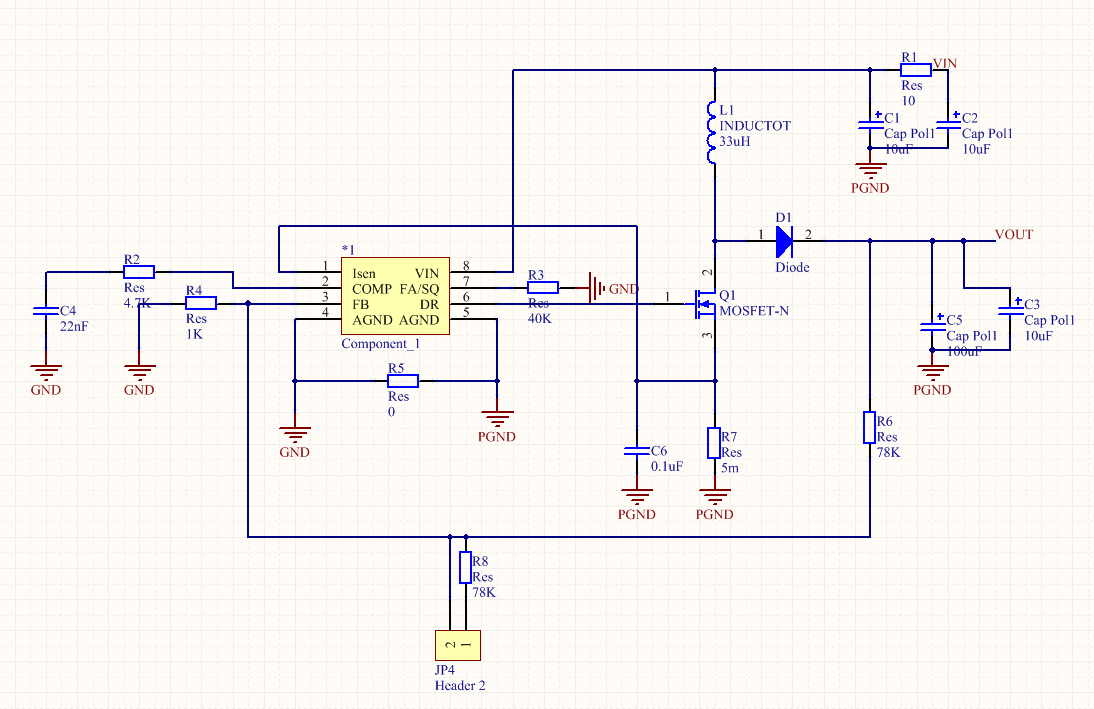 R1
VIN
Res
10
L1
INDUCTOT
33uH
C1
Cap Pol1
10uF
C2
Cap Pol1
10uF
PGND
D1
1
2
Diode
VOUT
*1
1
Isen
VIN
8
2
COMP
FA/SQ
7
3
FB
DR
6
4
AGND
AGND
5
Component_1
R2
Res
4.7K
R4
Res
1K
C4
22nF
GND
GND
R3
Res
40K
GND
1
2
Q1
MOSFET-N
3
C3
Cap Pol1
10uF
C5
Cap Pol1
100uF
PGND
R5
Res
0
GND
PGND
R6
Res
78K
R7
Res
5m
C6
0.1uF
PGND
PGND
R8
Res
78K
2
1
JP4
Header 2